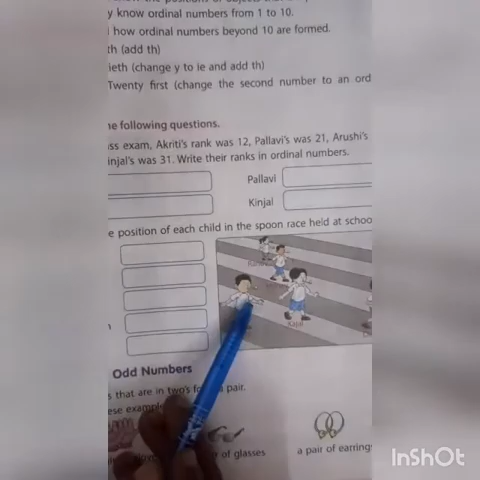 y know ordinal numbers from 1 to 10.
how ordinal numbers beyond 10 are formed.
th (add th)
ieth (change y to ie and add th)
Twenty first (change the second number to an ord
e following questions.
ss exam, Akriti's rank was 12, Pallavi's was 21, Arushi's
injal's was 31. Write their ranks in ordinal numbers.
Pallavi
Kinjal
e position of each child in the spoon race held at schoo
Kajal
Odd Numbers
s that are in two's pair.
ese
of glasses
a pair of earring
InShOt